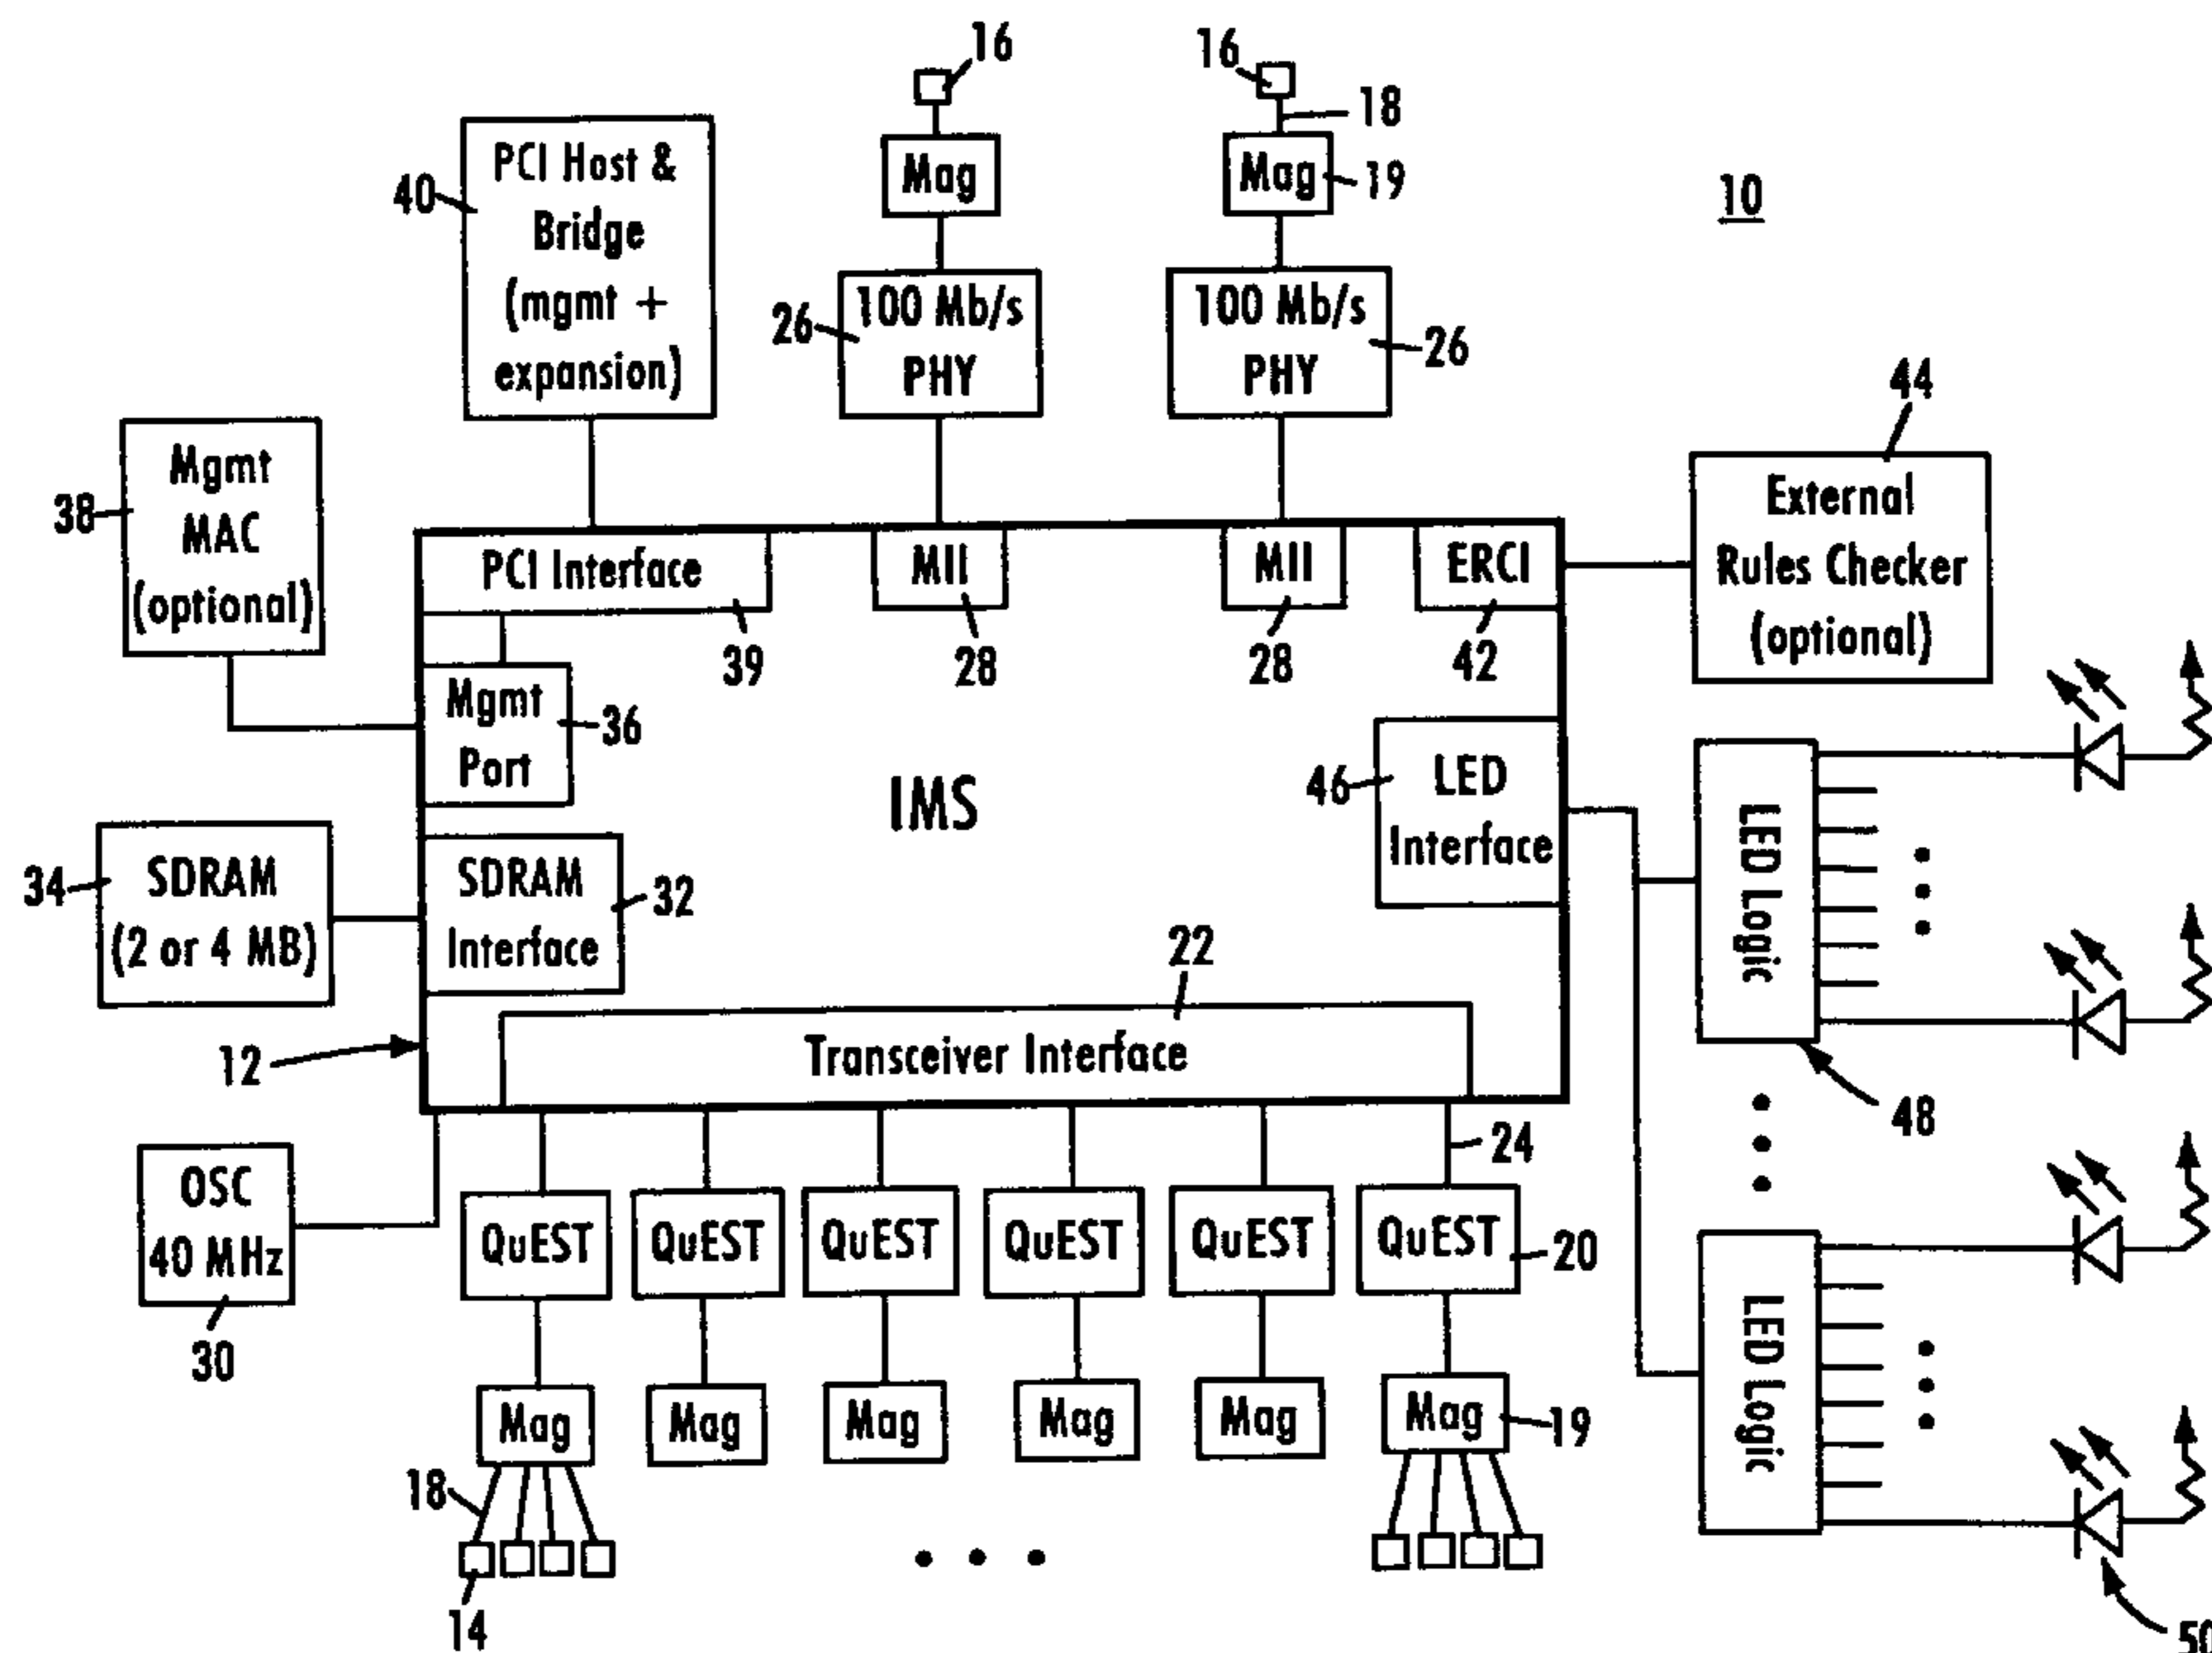 16
16
18
PCI Host &
Bridge
(mgmt +
expansion)
40
Mag
Mag
19
10
100 Mb/s
PHY
26
100 Mb/s
PHY
26
44
Mgmt
MAC
(optional)
38
External
Rules Checker
(optional)
PCI Interface
39
MII
28
MII
28
ERCI
42
Mgmt
Port
36
IMS
46
LED
Interface
LED Logic
34
SDRAM
(2 or 4 MB)
SDRAM
Interface
32
22
Transceiver Interface
12
48
24
OSC
40 MHz
30
QuEST
QuEST
QuEST
QuEST
QuEST
QuEST
20
LED Logic
Mag
Mag
Mag
Mag
Mag
Mag
19
18
14
50